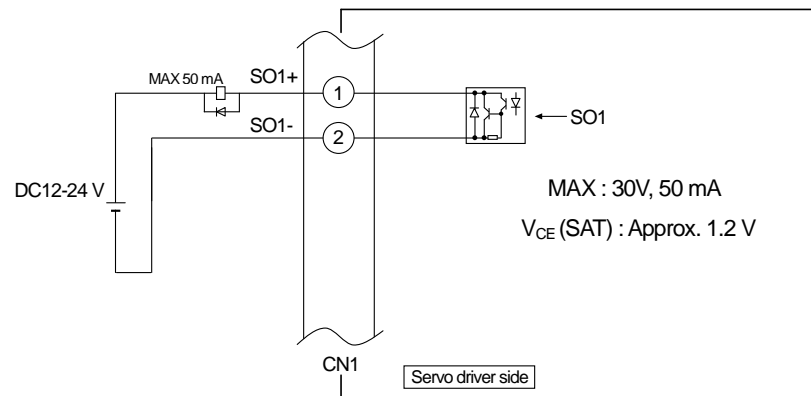 MAX 50 mA
SO1+
1
SO1-
2
SO1
DC12-24 V
MAX : 30V, 50 mA
VCE (SAT) : Approx. 1.2 V
CN1
Servo driver side